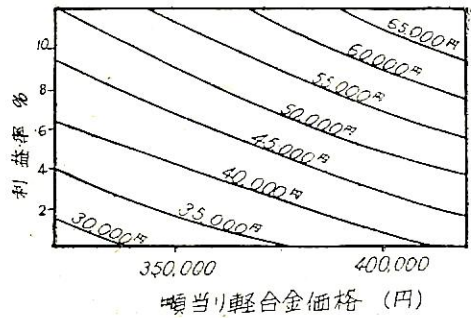 利益率 %
10
8
6
4
2
65,000円
60,000円
55,000円
50,000円
45,000円
40,000円
35,000円
30,000円
350,000
400,000
噸当り軽合金価格 (円)